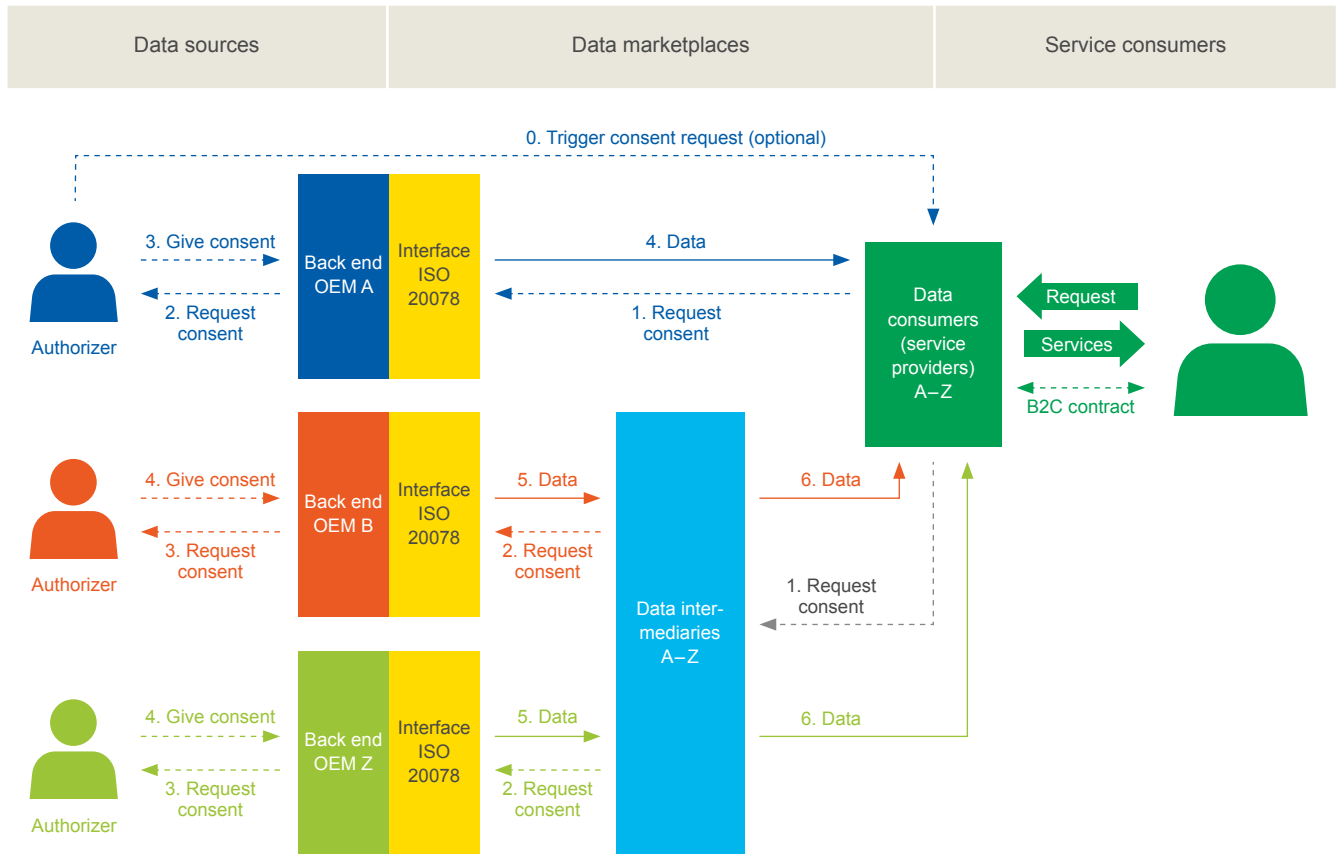 Data sources
Data marketplaces
Service consumers
0. Trigger consent request (optional)
3. Give consent
2. Request
consent
Authorizer
Back end
OEM A
Interface
ISO
20078
4. Data
1. Request
consent
Data
consumers
(service
providers)
A–Z
Request
Services
B2C contract
4. Give consent
3. Request
consent
Authorizer
Back end
OEM B
Interface
ISO
20078
5. Data
2. Request
consent
6. Data
1. Request
consent
Data inter-
mediaries
A–Z
4. Give consent
3. Request
consent
Authorizer
Back end
OEM Z
Interface
ISO
20078
5. Data
2. Request
consent
6. Data